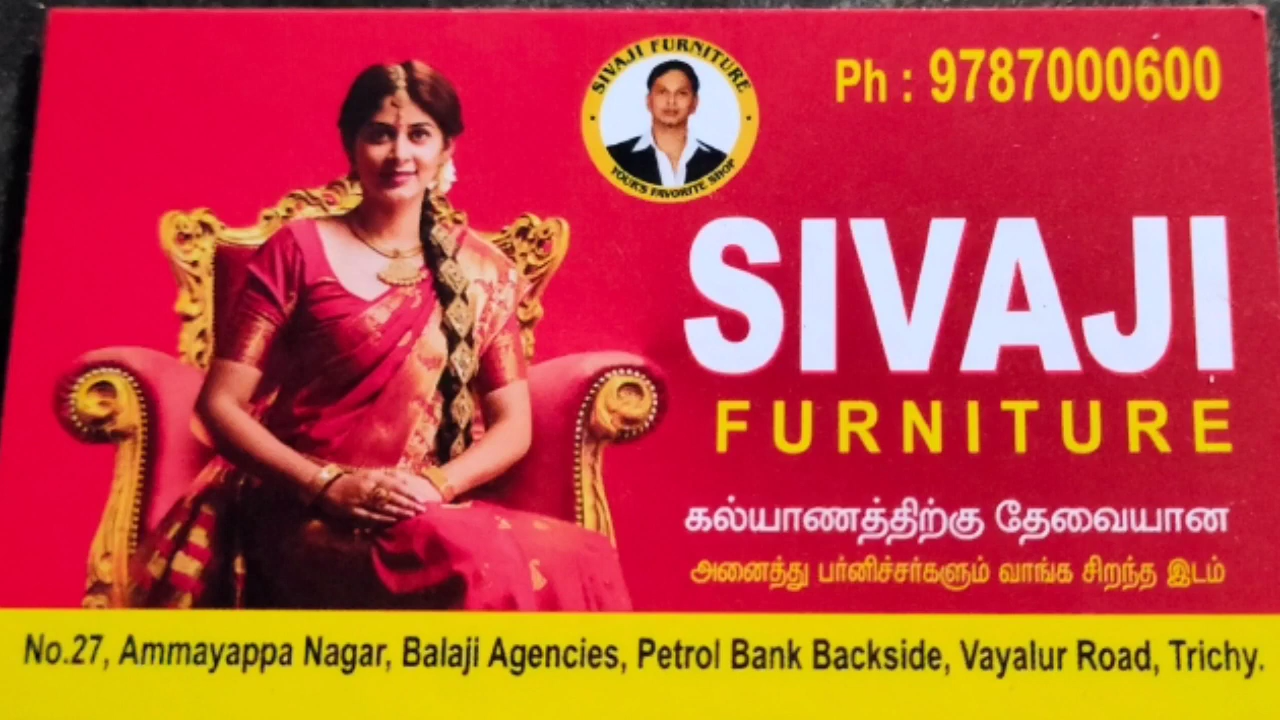 SIVAJI FURNITURE
YOURS FAVORITE SHOP
Ph : 9787000600
SIVAJI
FURNITURE
கல்யாணத்திற்கு தேவையான
அனைத்து பர்னிச்சர்களும் வாங்க சிறந்த இடம்
No.27, Ammayappa Nagar, Balaji Agencies, Petrol Bank Backside, Vayalur Road, Trichy.